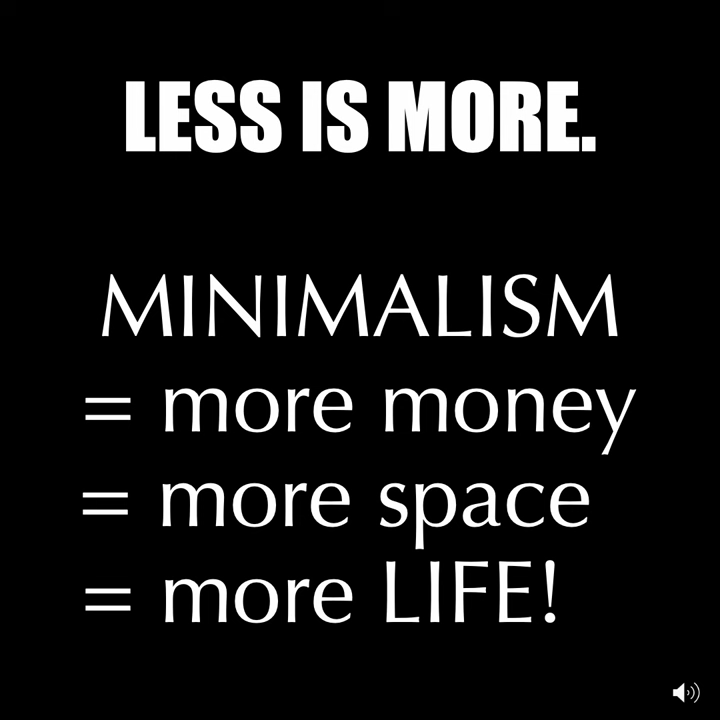 LESS IS MORE.
MINIMALISM
= more money
= more space
= more LIFE!